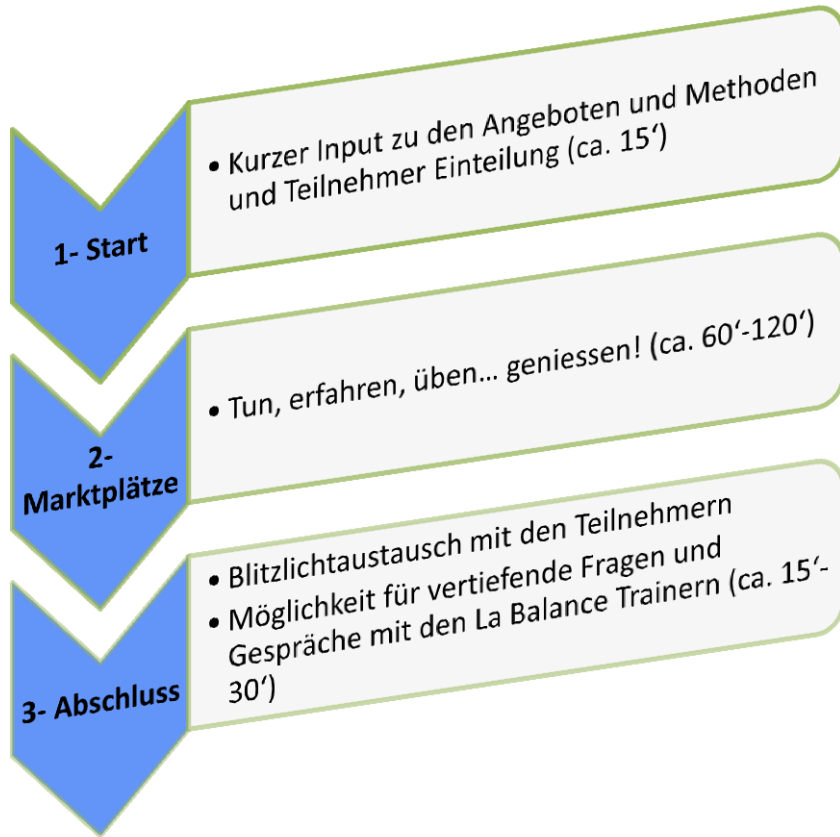 1- Start
• Kurzer Input zu den Angeboten und Methoden
und Teilnehmer Einteilung (ca. 15‘)
2-
Marktplätze
• Tun, erfahren, üben… geniessen! (ca. 60‘-120‘)
3- Abschluss
• Blitzlichtaustausch mit den Teilnehmern
• Möglichkeit für vertiefende Fragen und
Gespräche mit den La Balance Trainern (ca. 15‘-
30‘)